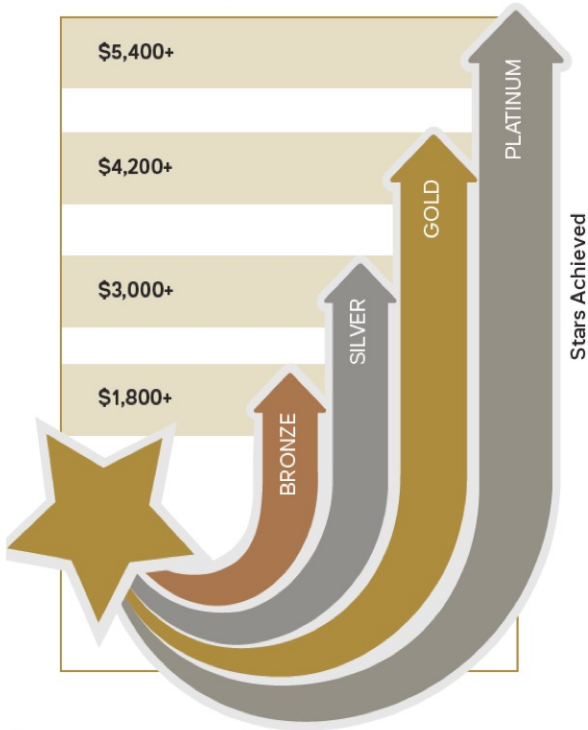 $5,400+
PLATINUM
$4,200+
GOLD
$3,000+
SILVER
$1,800+
BRONZE
Stars Achieved